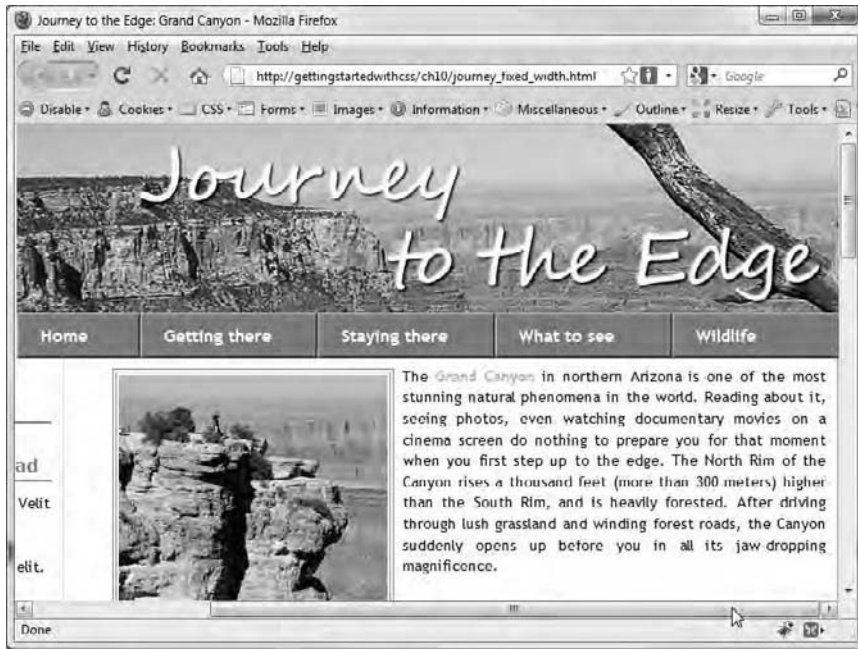 Journey to the Edge: Grand Canyon - Mozilla Firefox
File Edit View History Bookmarks Tools Help
http://gettingstartedwithcss/ch10/journey_fixed_width.html
Google
Disable Cookies CSS Forms Images Information Miscellaneous Outline Resize Tools
Journey
to the Edge
Home Getting there Staying there What to see Wildlife
The Grand Canyon in northern Arizona is one of the most
stunning natural phenomena in the world. Reading about it,
seeing photos, even watching documentary movies on a
cinema screen do nothing to prepare you for that moment
when you first step up to the edge. The North Rim of the
Canyon rises a thousand feet (more than 300 meters) higher
than the South Rim, and is heavily forested. After driving
through lush grassland and winding forest roads, the Canyon
suddenly opens up before you in all its jaw-dropping
magnificence.
ad
Velit
elit.
Done